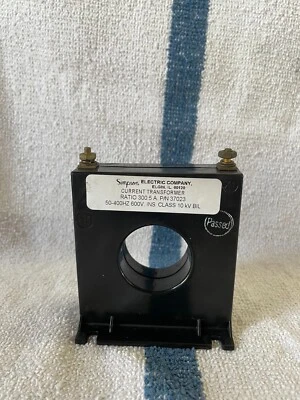 Simpson ELECTRIC COMPANY,
ELGIN, IL. 60120
CURRENT TRANSFORMER
RATIO 300:5 A. P/N 37023
50-400HZ 600V. INS. CLASS 10 kV BIL
Passed